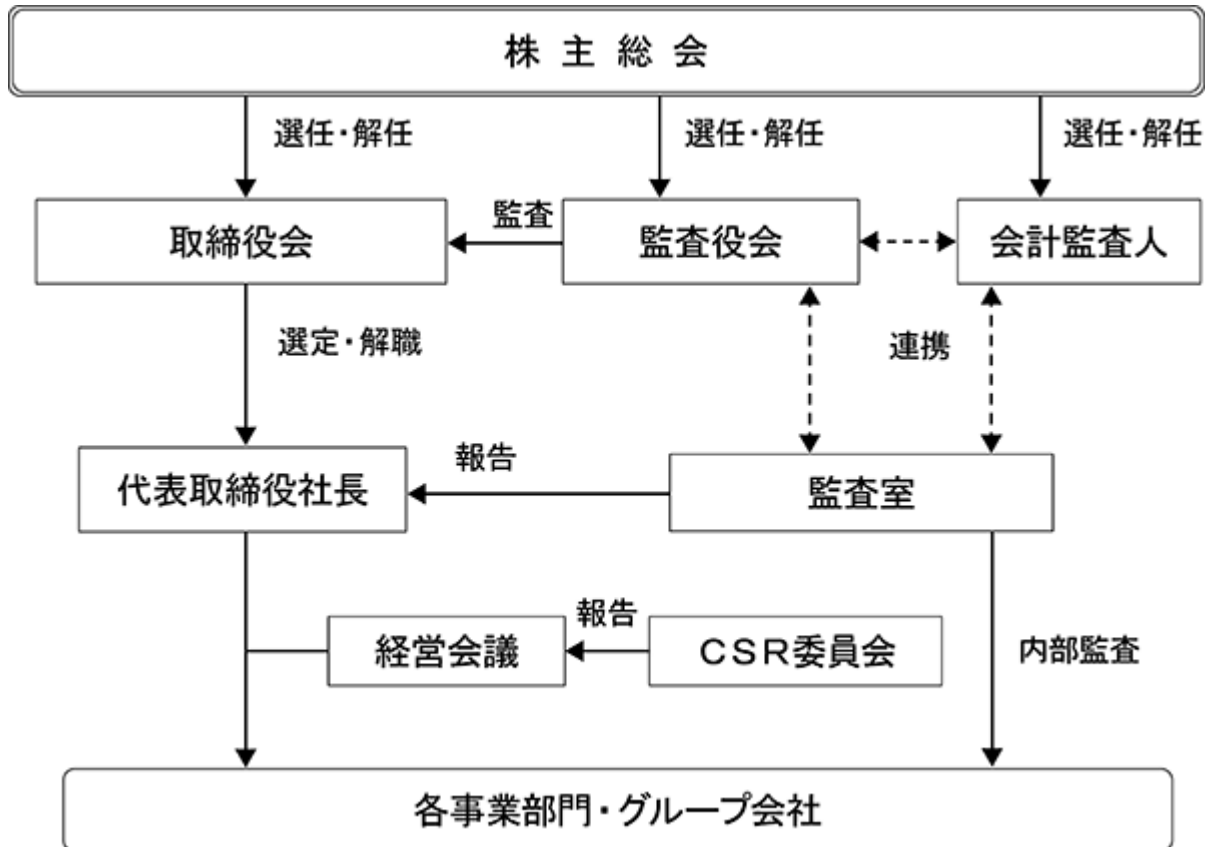 株主総会
選任・解任
選任・解任
選任・解任
取締役会
監査
監査役会
会計監査人
選定・解職
連携
代表取締役社長
報告
監査室
経営会議
報告
CSR委員会
内部監査
各事業部門・グループ会社